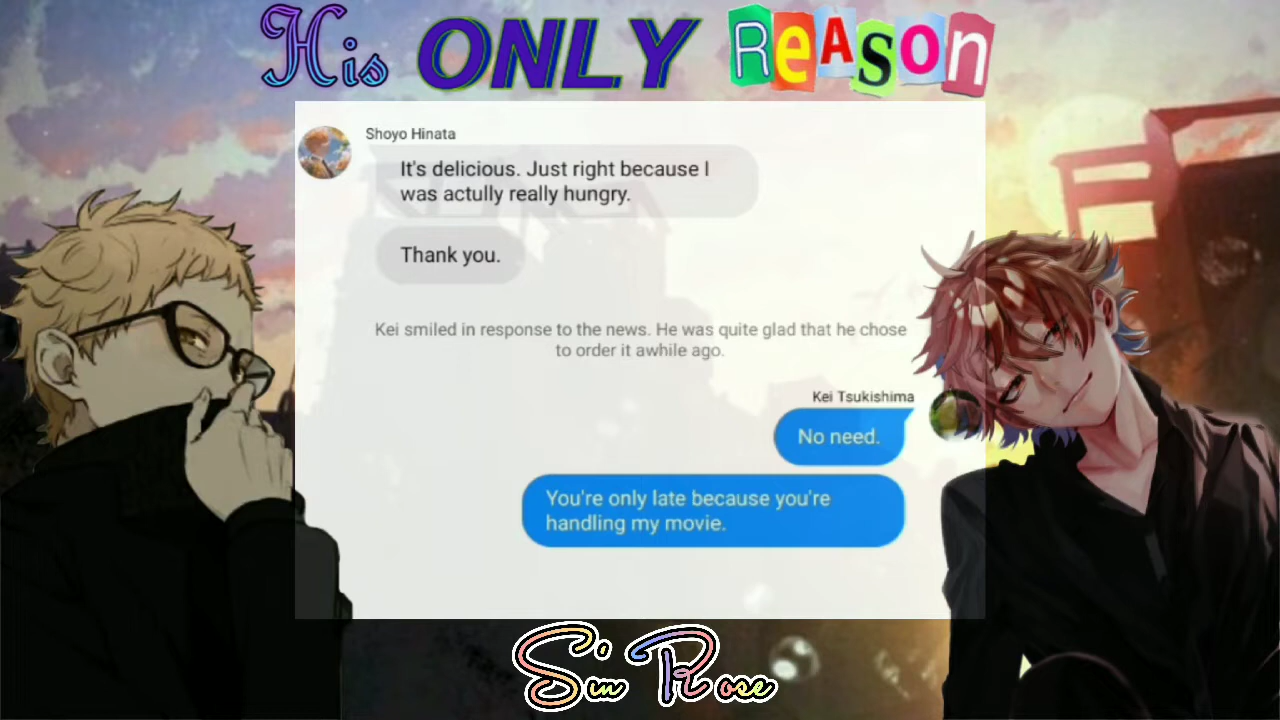 His ONLY ReAson
Shoyo Hinata
It's delicious. Just right because I
was actully really hungry.
Thank you.
Kei smiled in response to the news. He was quite glad that he chose
to order it awhile ago.
Kei Tsukishima
No need.
You're only late because you're
handling my movie.
Sin Rose